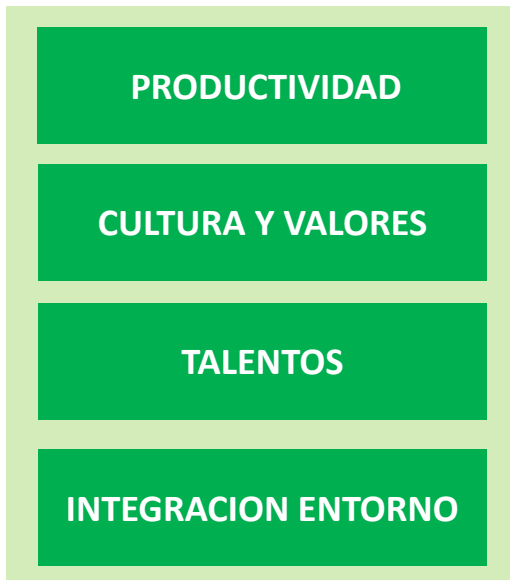 PRODUCTIVIDAD
CULTURA Y VALORES
TALENTOS
INTEGRACION ENTORNO